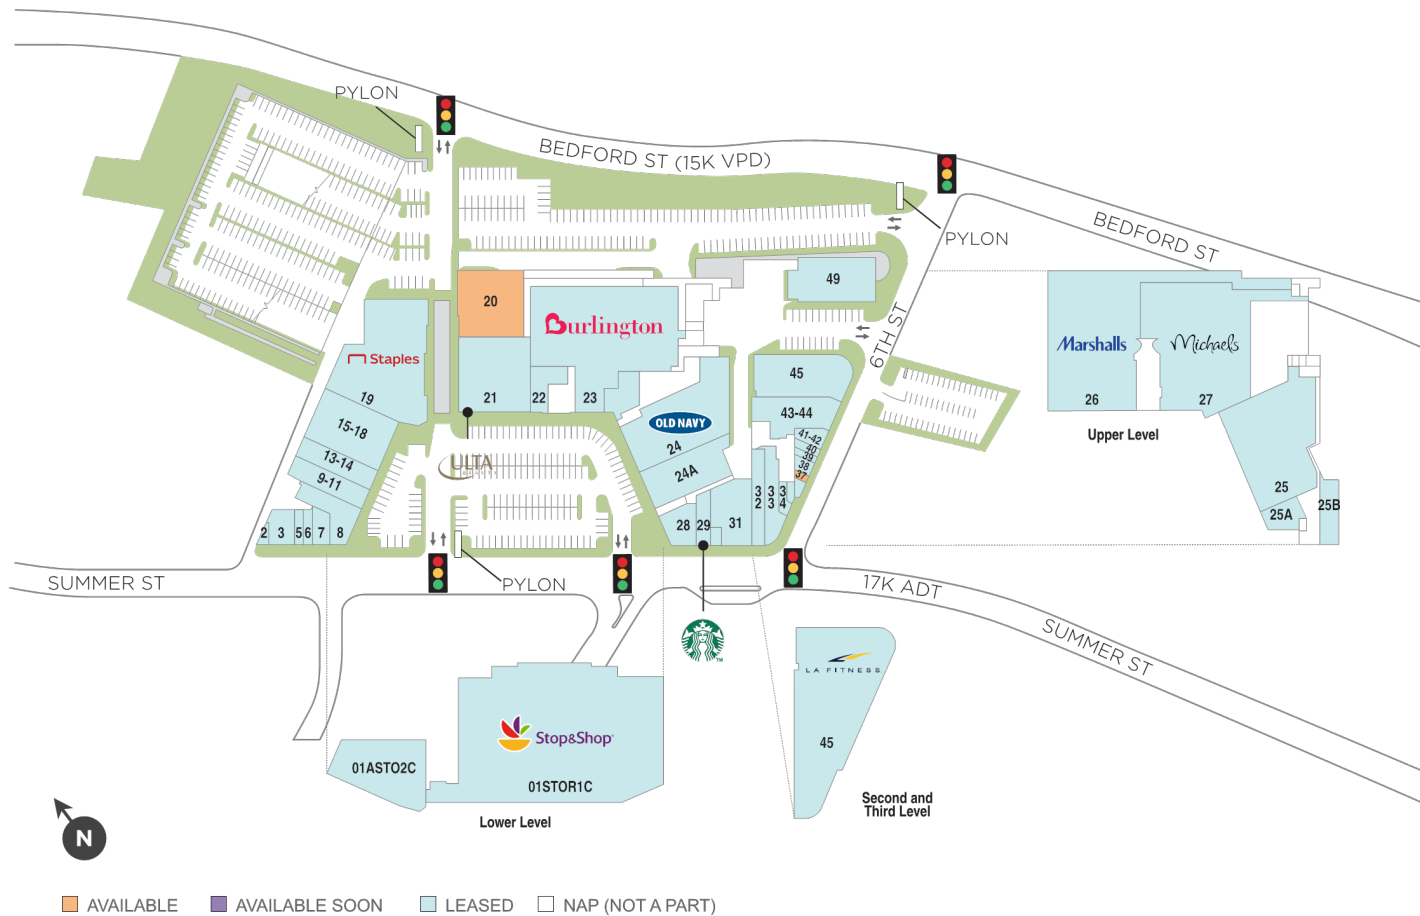 PYLON
BEDFORD ST (15K VPD)
BEDFORD ST
PYLON
6TH ST
20
Burlington
49
Staples
19
21
22
23
OLD NAVY
24
24A
45
43-44
41-42
40
39
38
37
15-18
13-14
9-11
ULTA
BEAUTY
2
3
5
6
7
8
28
29
31
32
33
34
Marshalls
26
Michaels
27
Upper Level
25
25A
25B
SUMMER ST
PYLON
17K ADT
SUMMER ST
TM
LA FITNESS
45
Second and
Third Level
Stop&Shop
01AST02C
01STOR1C
Lower Level
N
AVAILABLE
AVAILABLE SOON
LEASED
NAP (NOT A PART)